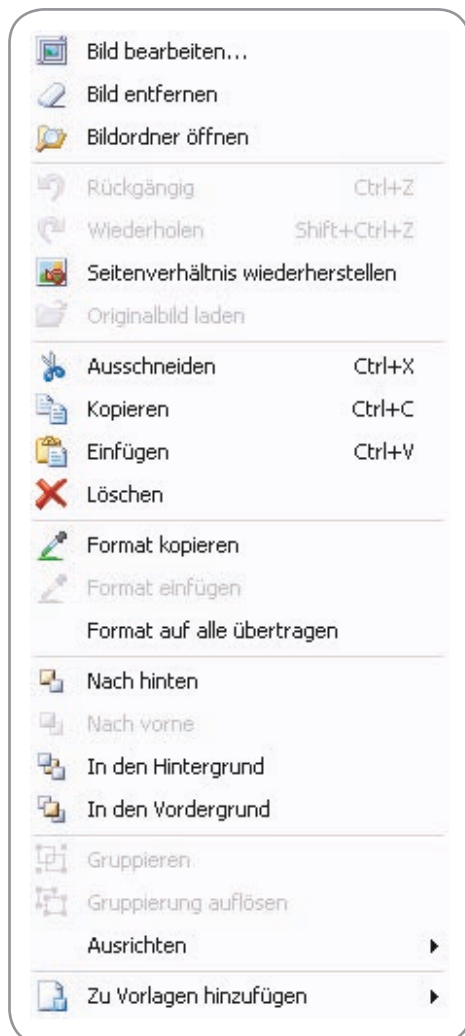 Bild bearbeiten...
Bild entfernen
Bildordner öffnen
Rückgängig Ctrl+Z
Wiederholen Shift+Ctrl+Z
Seitenverhältnis wiederherstellen
Originalbild laden
Ausschneiden Ctrl+X
Kopieren Ctrl+C
Einfügen Ctrl+V
Löschen
Format kopieren
Format einfügen
Format auf alle übertragen
Nach hinten
Nach vorne
In den Hintergrund
In den Vordergrund
Gruppieren
Gruppierung auflösen
Ausrichten
Zu Vorlagen hinzufügen